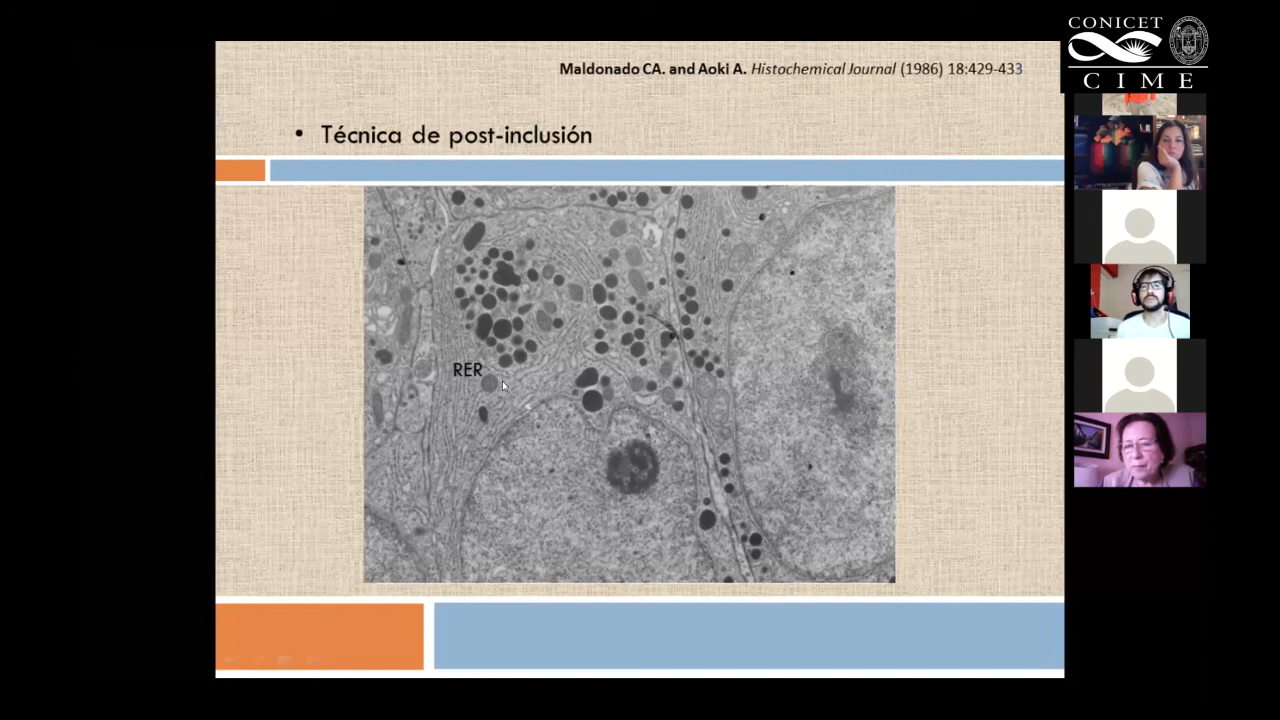 CONICET
CIME
Maldonado CA. and Aoki A. Histochemical Journal (1986) 18:429-433
• Técnica de post-inclusión
RER